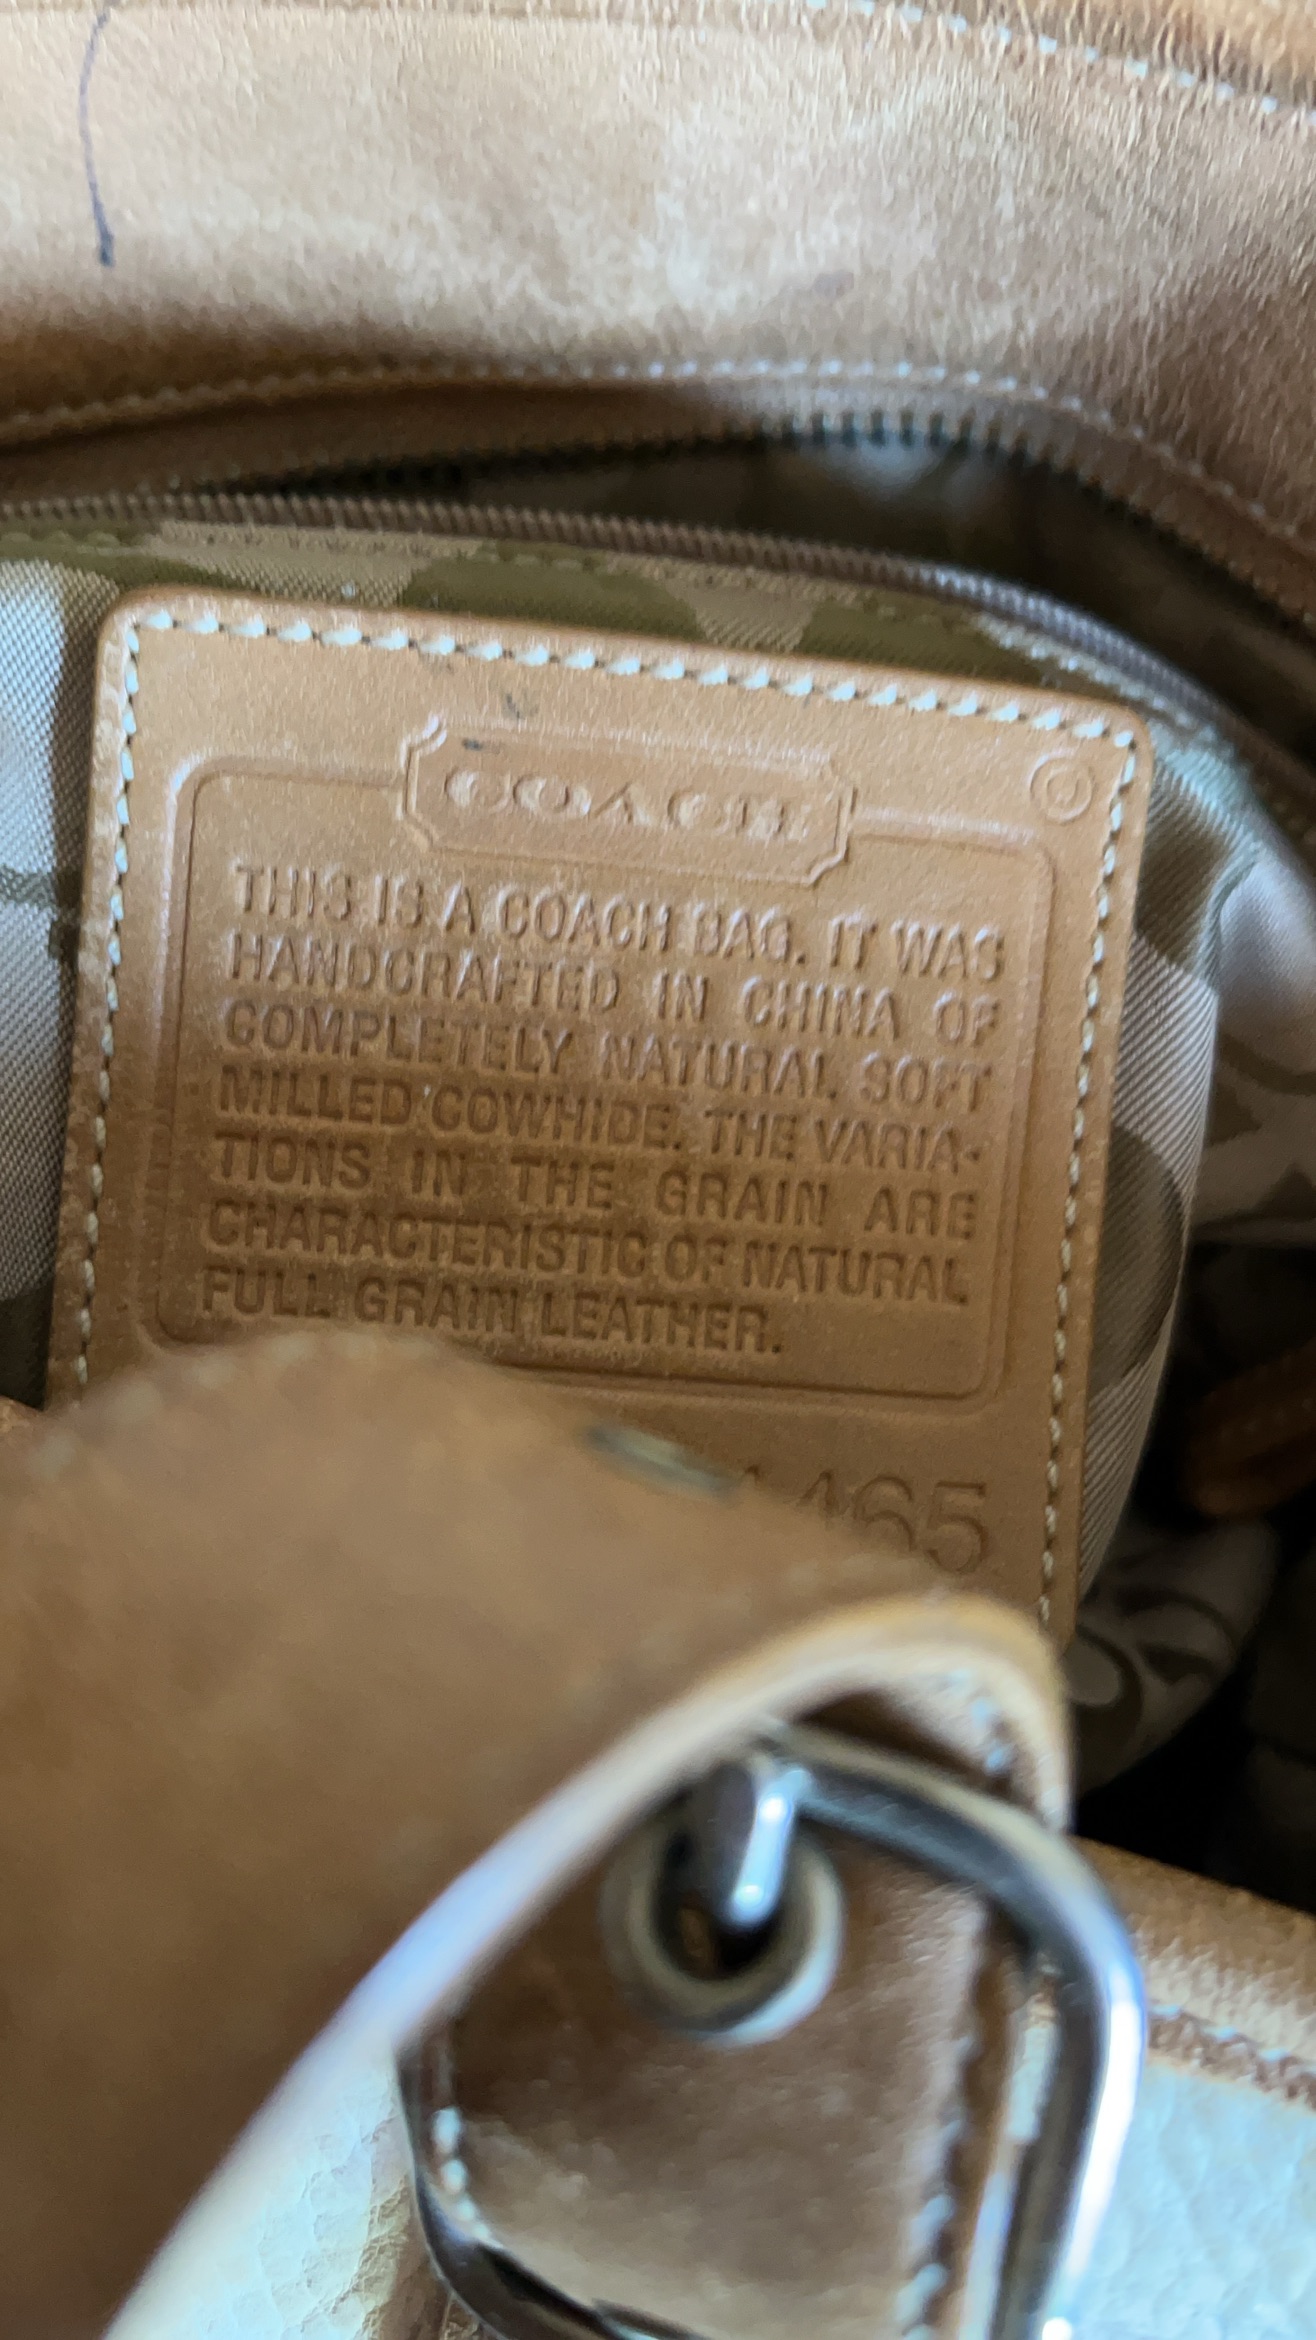 COACH
THIS IS A COACH BAG. IT WAS
HANDCRAFTED IN CHINA OF
COMPLETELY NATURAL SOFT
MILLED COWHIDE. THE VARIA-
TIONS IN THE GRAIN ARE
CHARACTERISTIC OF NATURAL
FULL GRAIN LEATHER.
465